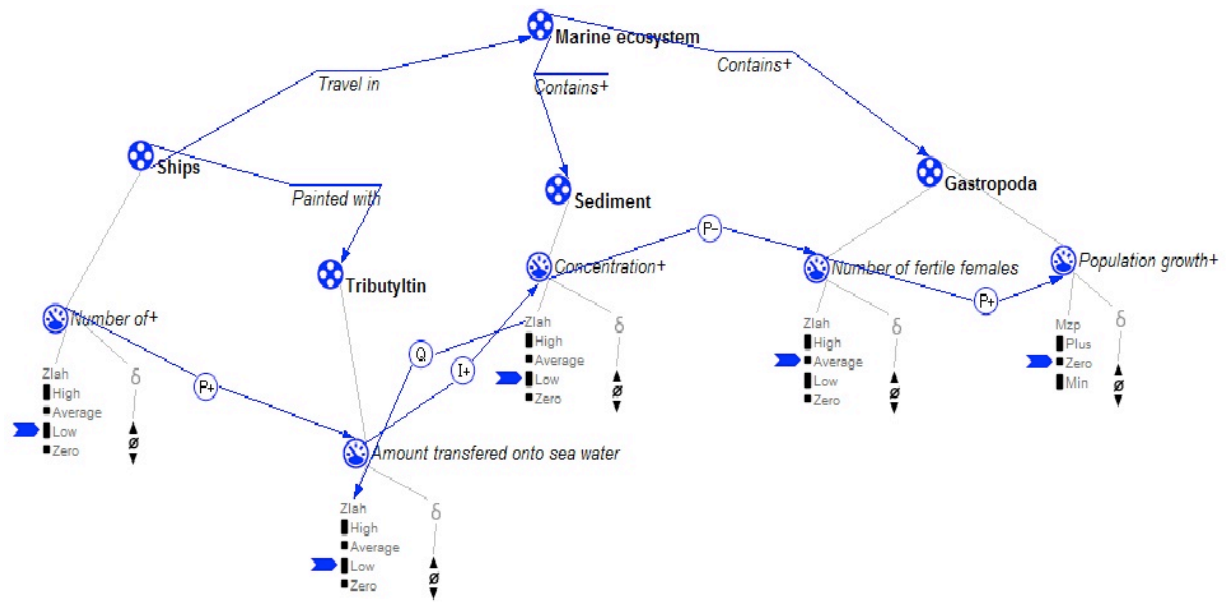 Marine ecosystem
Contains+
Travel in
Contains+
Ships
Gastropoda
Painted with
Sediment
P-
Concentration+
Number of fertile females
Population growth+
Tributyltin
P+
Number of+
Zlah
δ
High
Average
Low
Zero
Q
I+
Zlah
δ
High
Average
Low
Zero
Mzp
δ
Plus
Zero
Min
Zlah
δ
High
Average
Low
Zero
P+
Amount transfered onto sea water
Zlah
δ
High
Average
Low
Zero